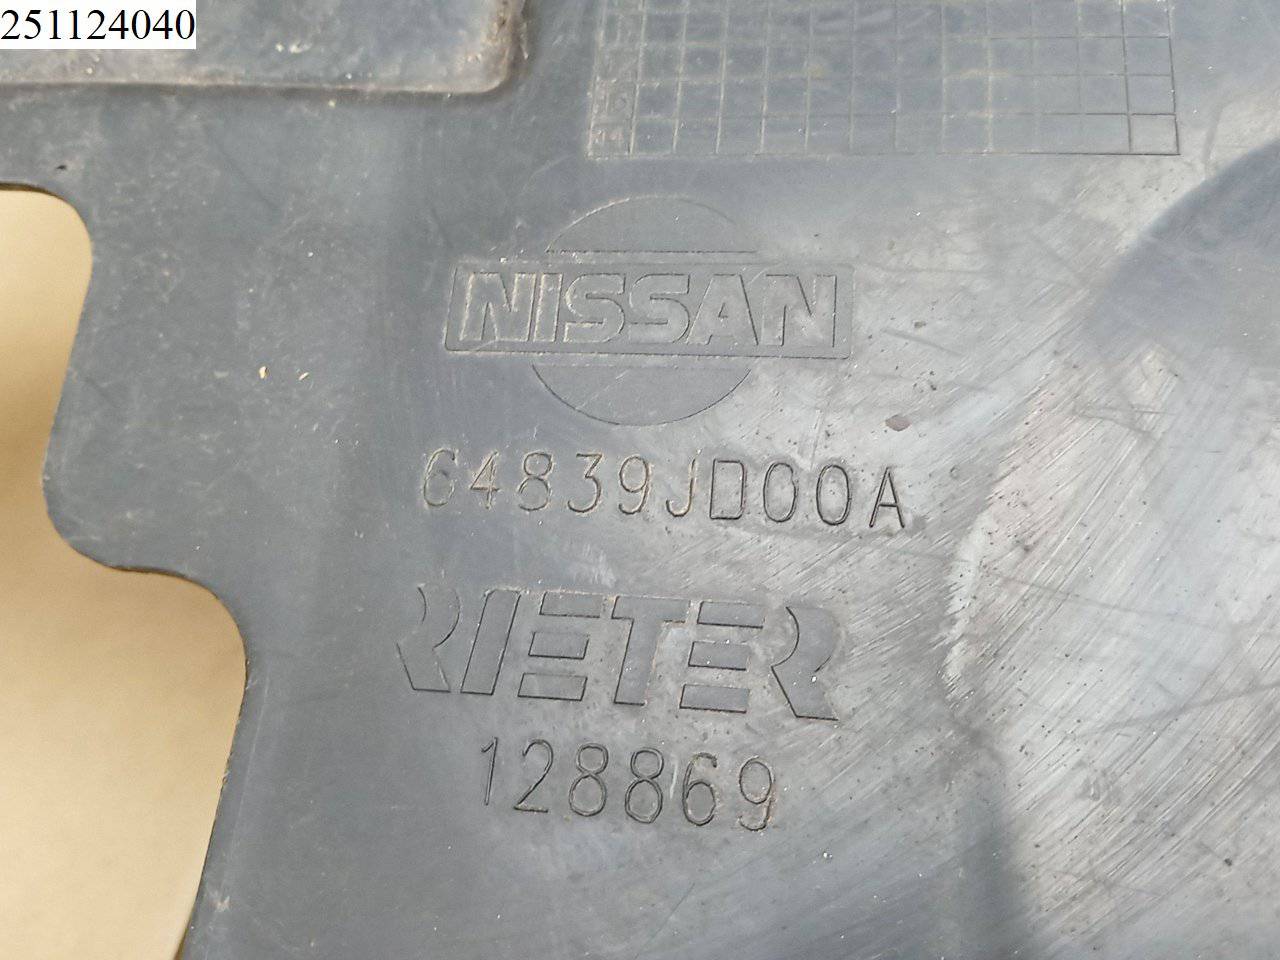 251124040
NISSAN
64839JD00A
RIETER
128869